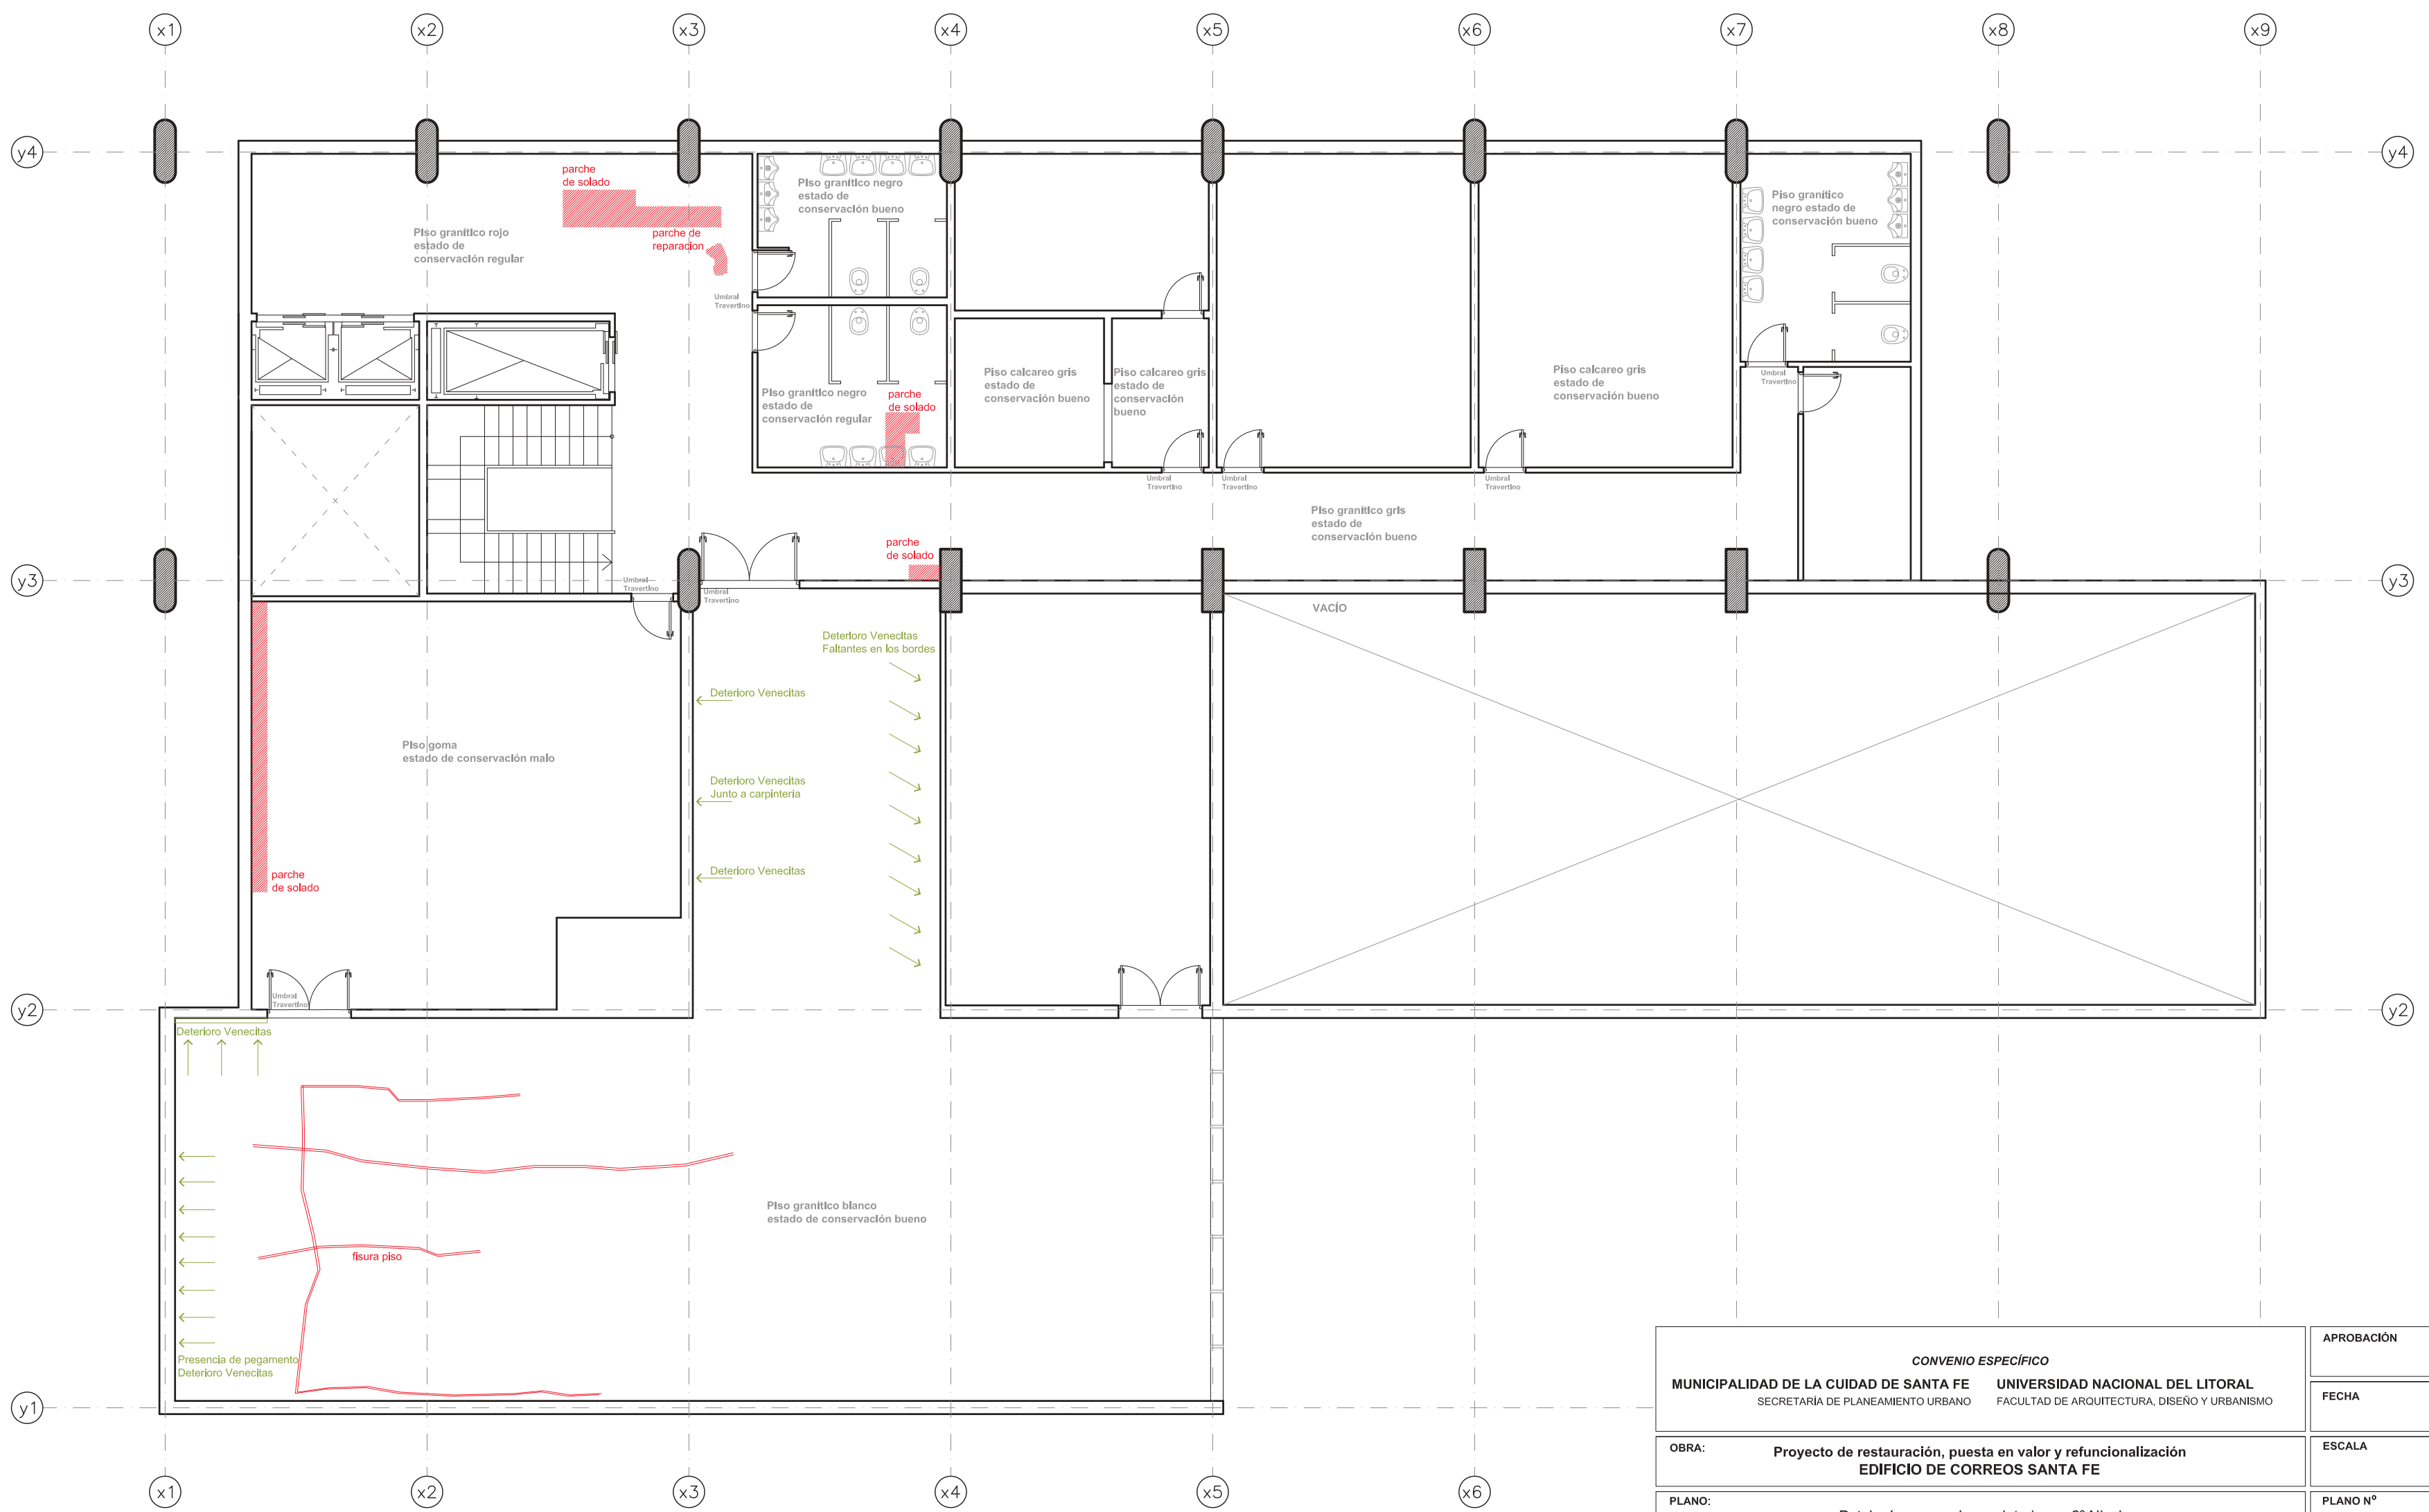 x1
x2
x3
x4
x5
x6
x7
x8
x9
y4
y4
parche
de solado
Piso granítico negro
estado de
conservación bueno
Piso granítico
negro estado de
conservación bueno
Piso granítico rojo
estado de
conservación regular
parche de
reparacion
Umbral
Travertino
Piso calcareo gris
estado de
conservación bueno
Piso calcareo gris
estado de
conservación
bueno
Piso calcareo gris
estado de
conservación bueno
Umbral
Travertino
Piso granítico negro
estado de
conservación regular
parche
de solado
Umbral
Travertino
Umbral
Travertino
Umbral
Travertino
Piso granítico gris
estado de
conservación bueno
parche
de solado
y3
y3
Umbral
Travertino
Umbral
Travertino
VACÍO
Deterioro Venecitas
Faltantes en los bordes
Deterioro Venecitas
Piso goma
estado de conservación malo
Deterioro Venecitas
Junto a carpintería
Deterioro Venecitas
parche
de solado
Umbral
Travertino
y2
y2
Deterioro Venecitas
Piso granítico blanco
estado de conservación bueno
fisura piso
Presencia de pegamento
Deterioro Venecitas
y1
x1
x2
x3
x4
x5
x6
CONVENIO ESPECÍFICO
MUNICIPALIDAD DE LA CUIDAD DE SANTA FE UNIVERSIDAD NACIONAL DEL LITORAL
SECRETARÍA DE PLANEAMIENTO URBANO FACULTAD DE ARQUITECTURA, DISEÑO Y URBANISMO
APROBACIÓN
FECHA
OBRA: Proyecto de restauración, puesta en valor y refuncionalización
EDIFICIO DE CORREOS SANTA FE
ESCALA
PLANO:
PLANO Nº